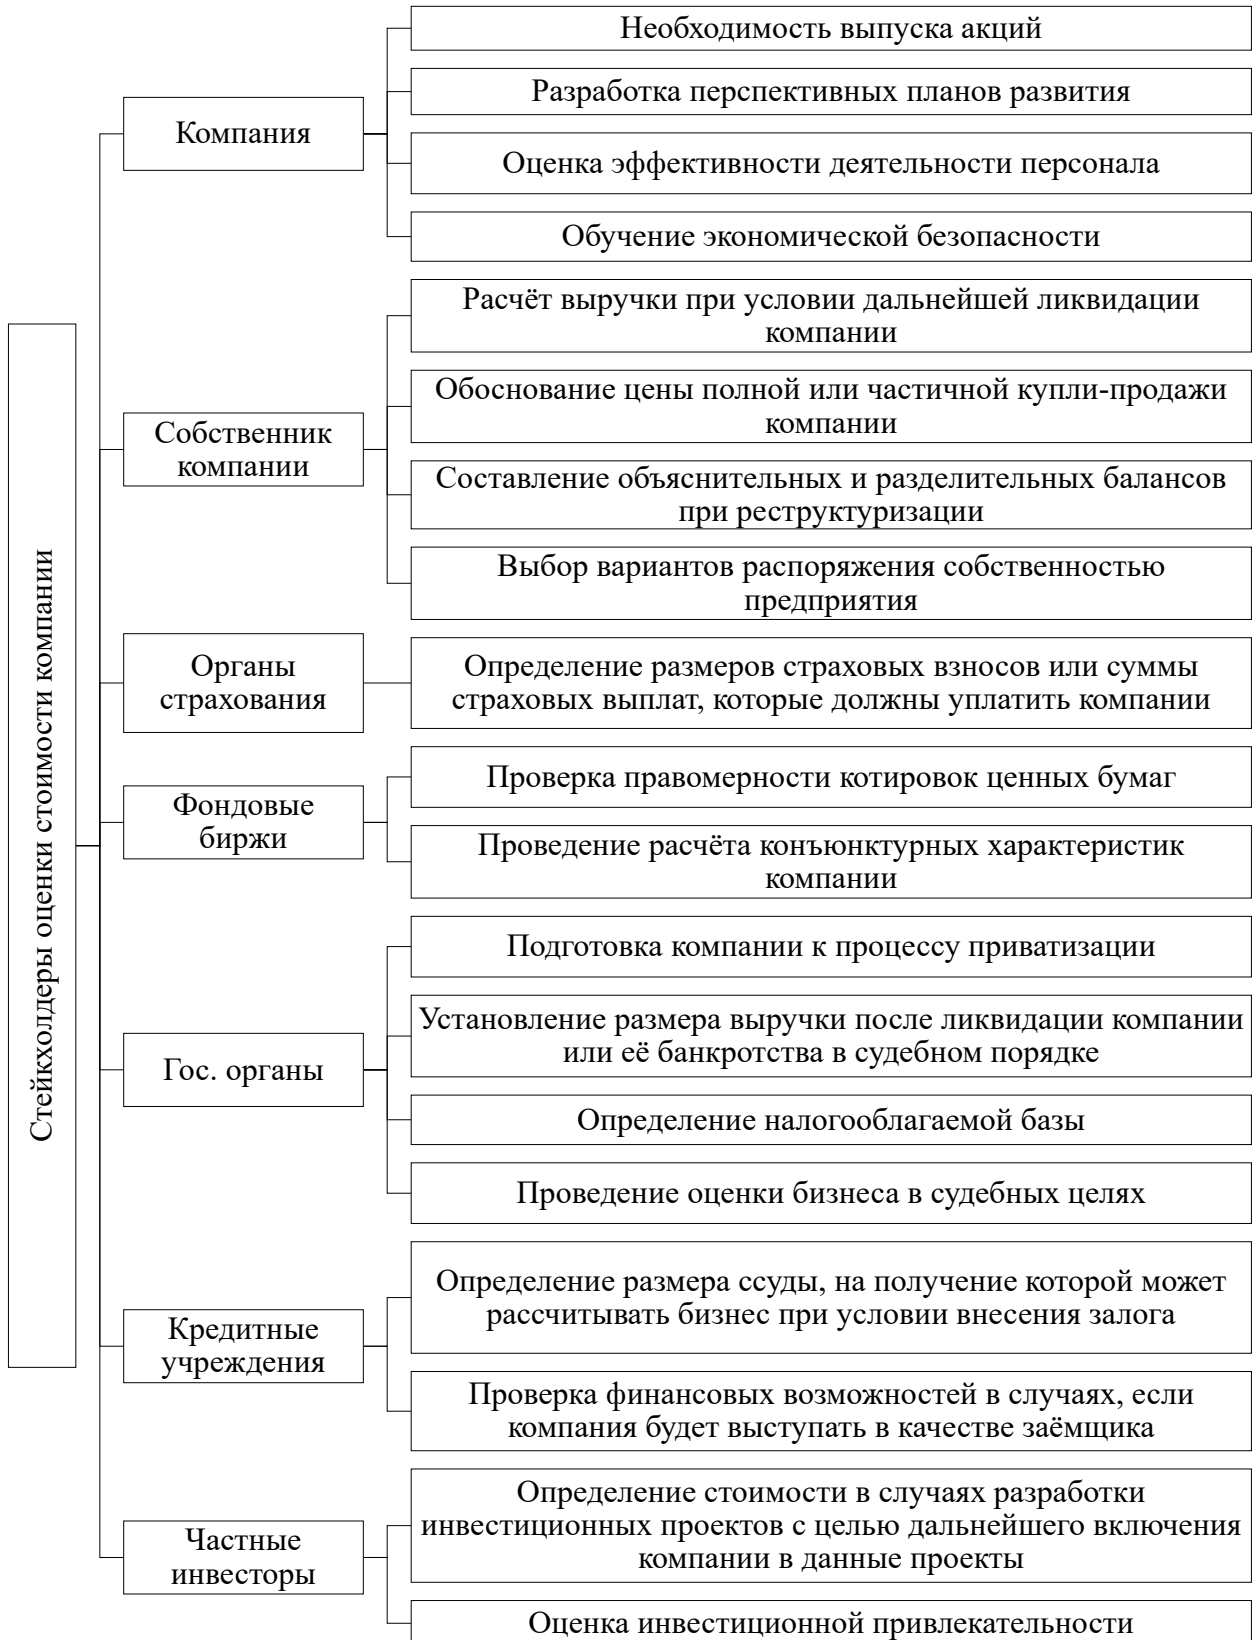 Стейкхолдеры оценки стоимости компании
Компания
Необходимость выпуска акций
Разработка перспективных планов развития
Оценка эффективности деятельности персонала
Обучение экономической безопасности
Собственник
компании
Расчёт выручки при условии дальнейшей ликвидации
компании
Обоснование цены полной или частичной купли-продажи
компании
Составление объяснительных и разделительных балансов
при реструктуризации
Выбор вариантов распоряжения собственностью
предприятия
Органы
страхования
Определение размеров страховых взносов или суммы
страховых выплат, которые должны уплатить компании
Фондовые
биржи
Проверка правомерности котировок ценных бумаг
Проведение расчёта конъюнктурных характеристик
компании
Гос. органы
Подготовка компании к процессу приватизации
Установление размера выручки после ликвидации компании
или её банкротства в судебном порядке
Определение налогооблагаемой базы
Проведение оценки бизнеса в судебных целях
Кредитные
учреждения
Определение размера ссуды, на получение которой может
рассчитывать бизнес при условии внесения залога
Проверка финансовых возможностей в случаях, если
компания будет выступать в качестве заёмщика
Частные
инвесторы
Определение стоимости в случаях разработки
инвестиционных проектов с целью дальнейшего включения
компании в данные проекты
Оценка инвестиционной привлекательности